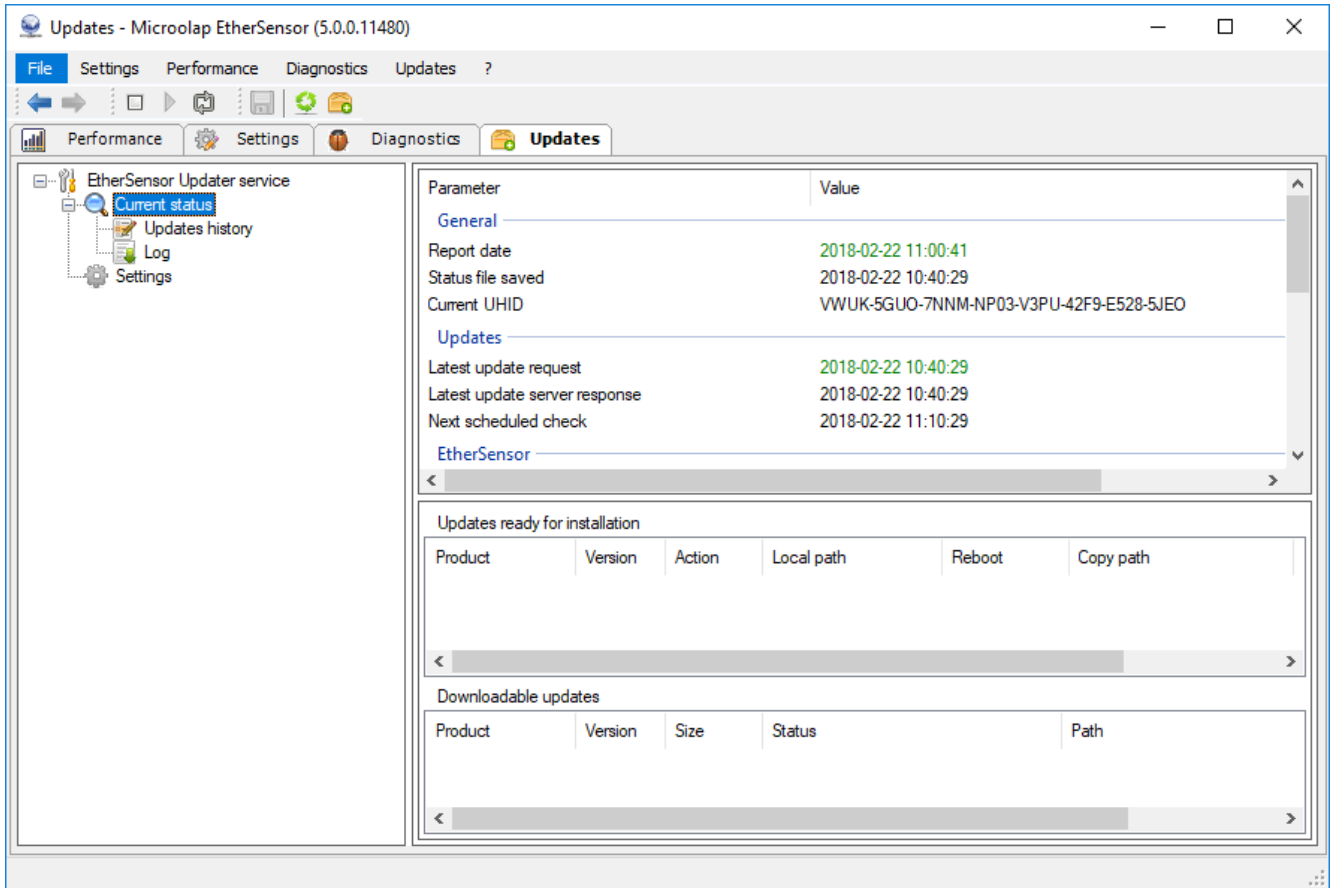 Updates - Microolap EtherSensor (5.0.0.11480)
File Settings Performance Diagnostics Updates ?
Performance Settings Diagnostics Updates
EtherSensor Updater service
Current status
Updates history
Log
Settings
Parameter Value
General
Report date 2018-02-22 11:00:41
Status file saved 2018-02-22 10:40:29
Current UHID VWUK-5GUO-7NNM-NP03-V3PU-42F9-E528-5JEO
Updates
Latest update request 2018-02-22 10:40:29
Latest update server response 2018-02-22 10:40:29
Next scheduled check 2018-02-22 11:10:29
EtherSensor
Updates ready for installation
Product Version Action Local path Reboot Copy path
Downloadable updates
Product Version Size Status Path